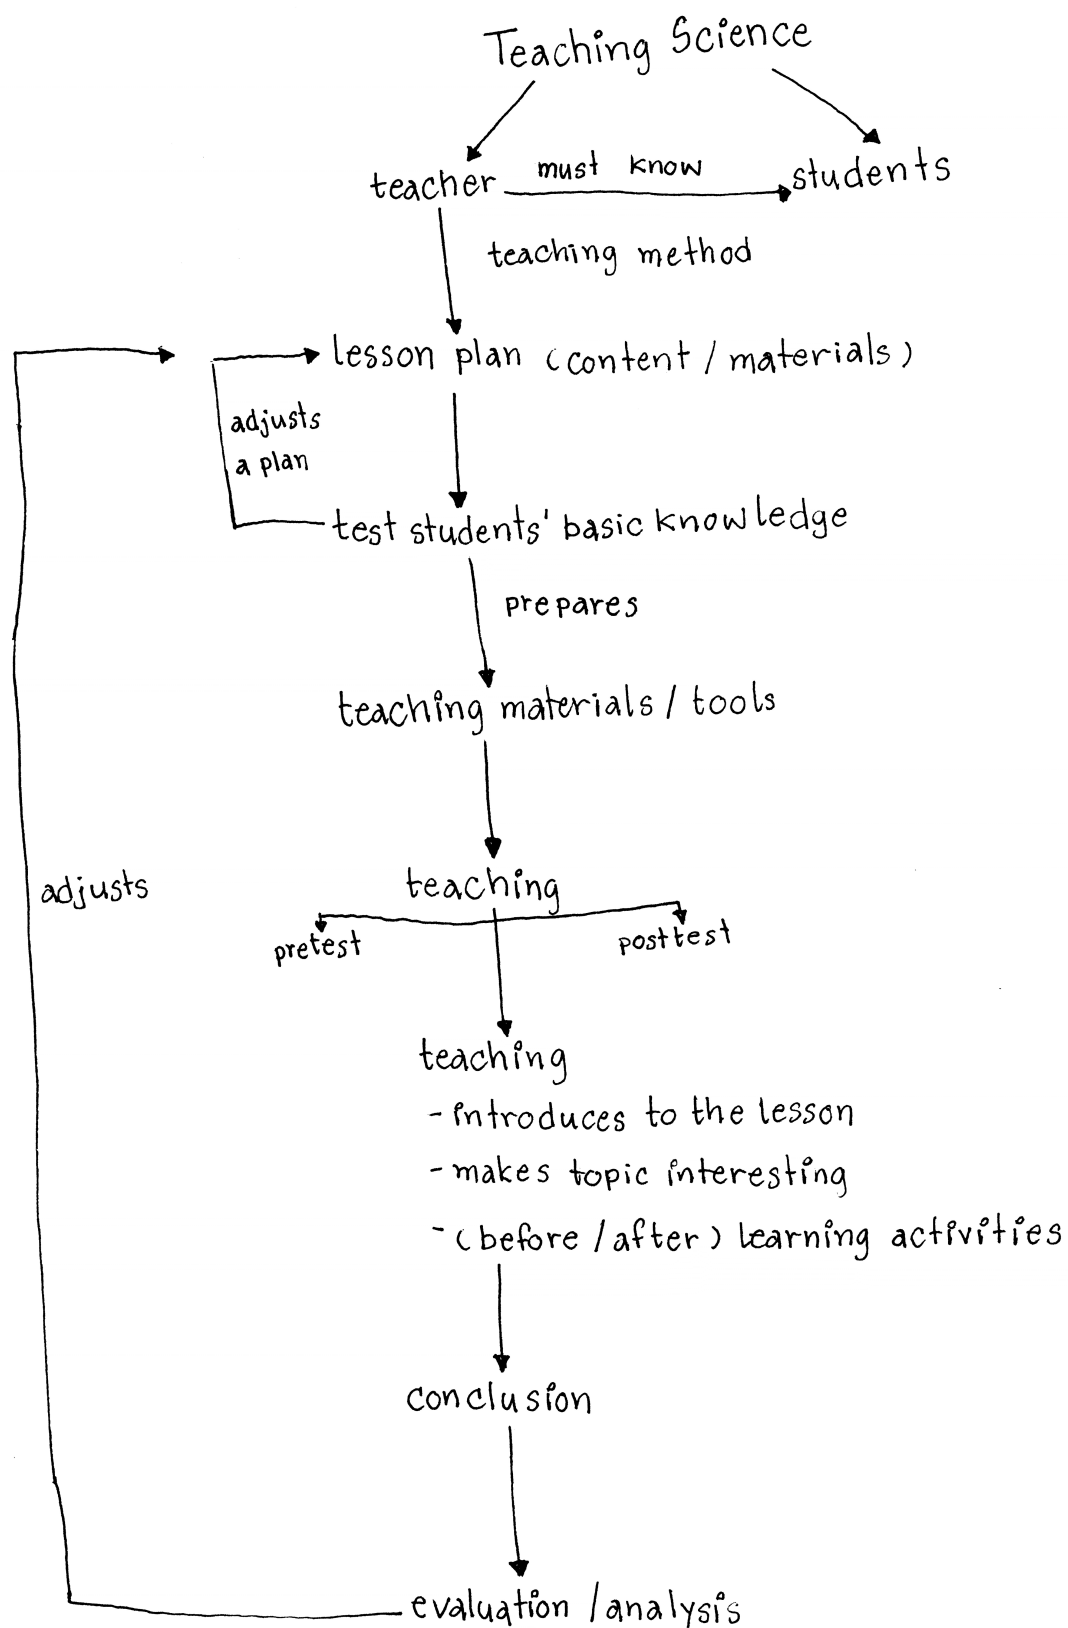 Teaching Science
teacher must know students
teaching method
lesson plan (content / materials)
adjusts
a plan
test students' basic knowledge
prepares
teaching materials / tools
adjusts
teaching
pretest
posttest
teaching
- introduces to the lesson
- makes topic interesting
- (before / after) learning activities
conclusion
evaluation / analysis